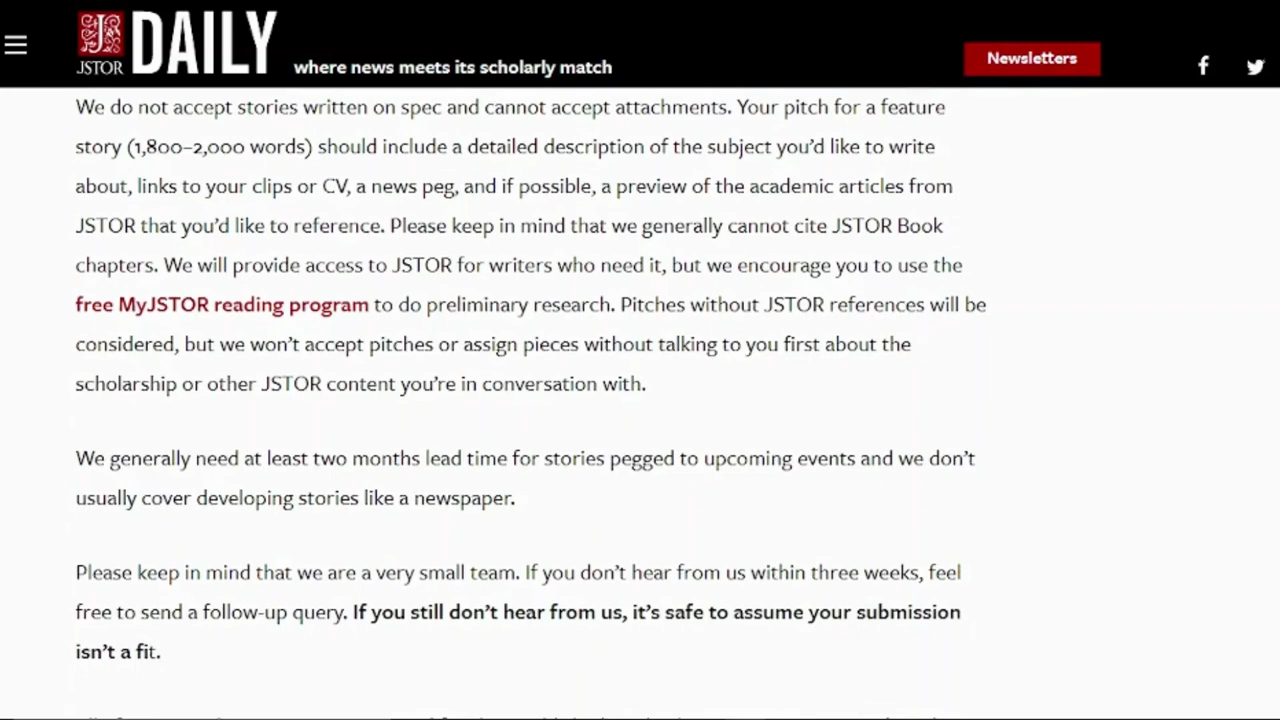 JSTOR DAILY where news meets its scholarly match Newsletters
We do not accept stories written on spec and cannot accept attachments. Your pitch for a feature
story (1,800–2,000 words) should include a detailed description of the subject you’d like to write
about, links to your clips or CV, a news peg, and if possible, a preview of the academic articles from
JSTOR that you’d like to reference. Please keep in mind that we generally cannot cite JSTOR Book
chapters. We will provide access to JSTOR for writers who need it, but we encourage you to use the
free MyJSTOR reading program to do preliminary research. Pitches without JSTOR references will be
considered, but we won’t accept pitches or assign pieces without talking to you first about the
scholarship or other JSTOR content you’re in conversation with.
We generally need at least two months lead time for stories pegged to upcoming events and we don’t
usually cover developing stories like a newspaper.
Please keep in mind that we are a very small team. If you don’t hear from us within three weeks, feel
free to send a follow-up query. If you still don’t hear from us, it’s safe to assume your submission
isn’t a fit.